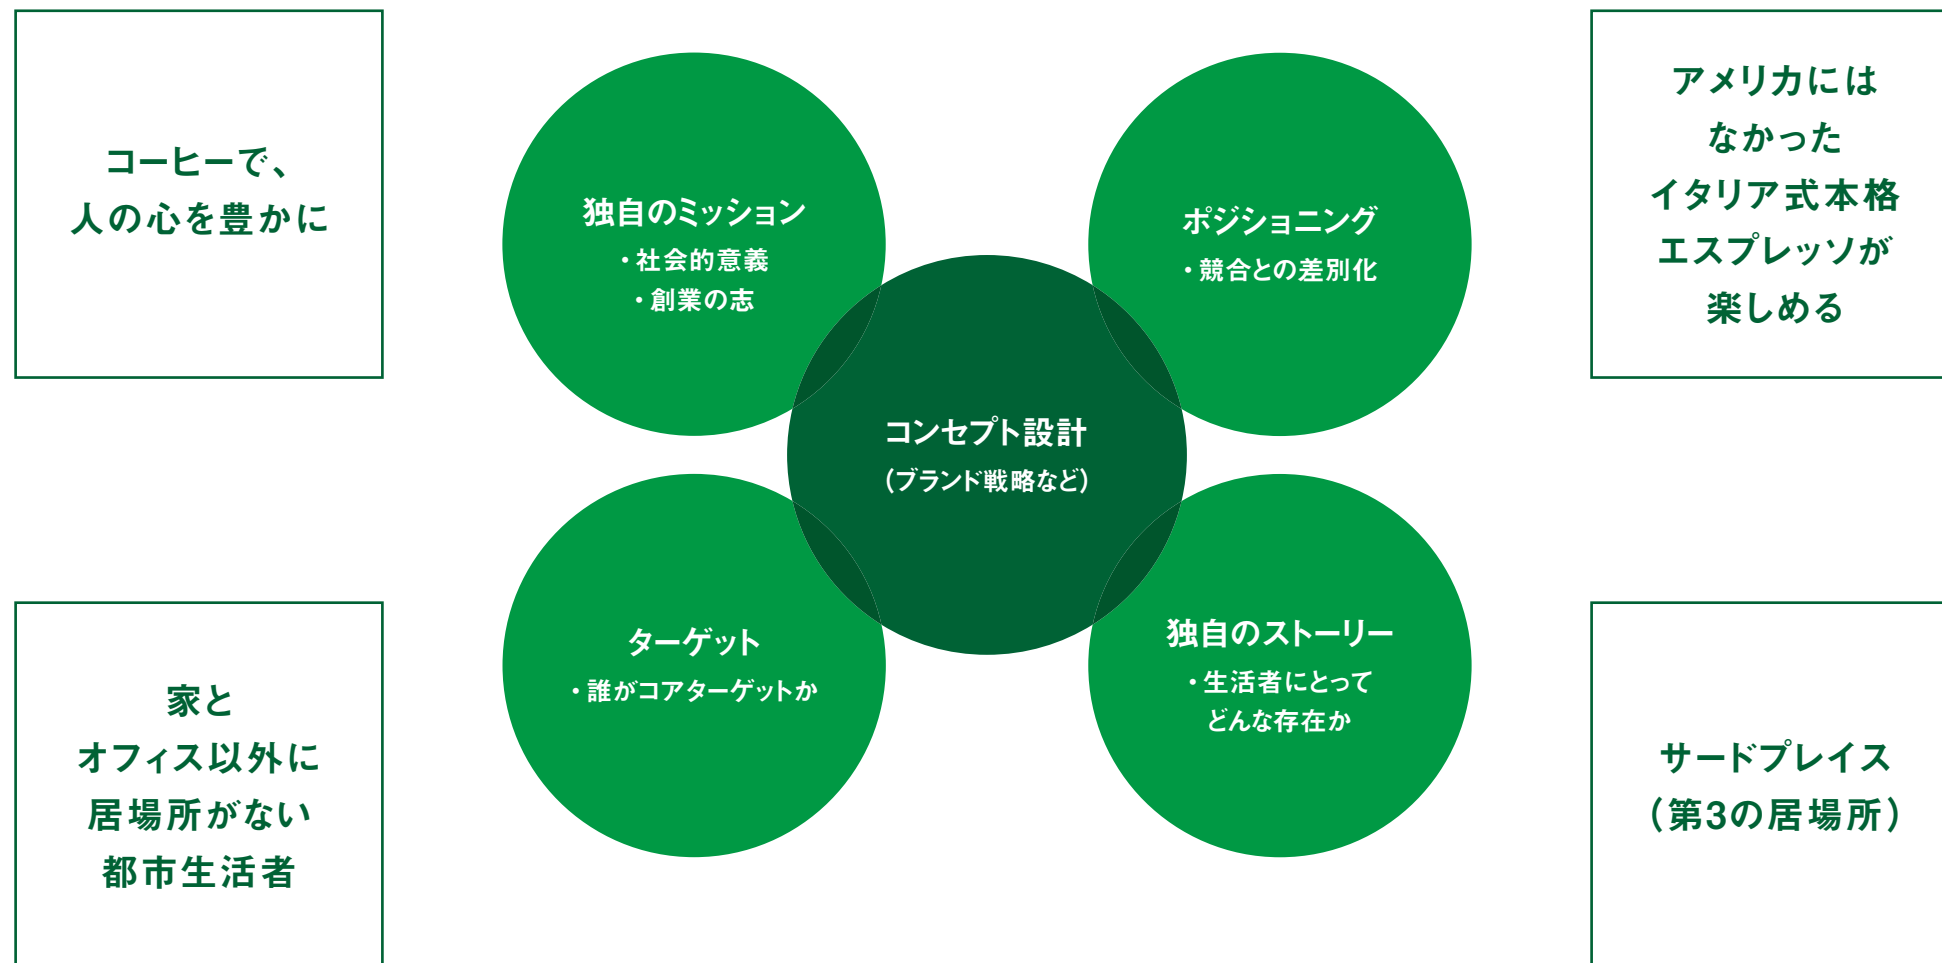 コーヒーで、
人の心を豊かに
独自のミッション
・社会的意義
・創業の志
ポジショニング
・競合との差別化
アメリカには
なかった
イタリア式本格
エスプレッソが
楽しめる
コンセプト設計
（ブランド戦略など）
家と
オフィス以外に
居場所がない
都市生活者
ターゲット
・誰がコアターゲットか
独自のストーリー
・生活者にとって
どんな存在か
サードプレイス
（第3の居場所）